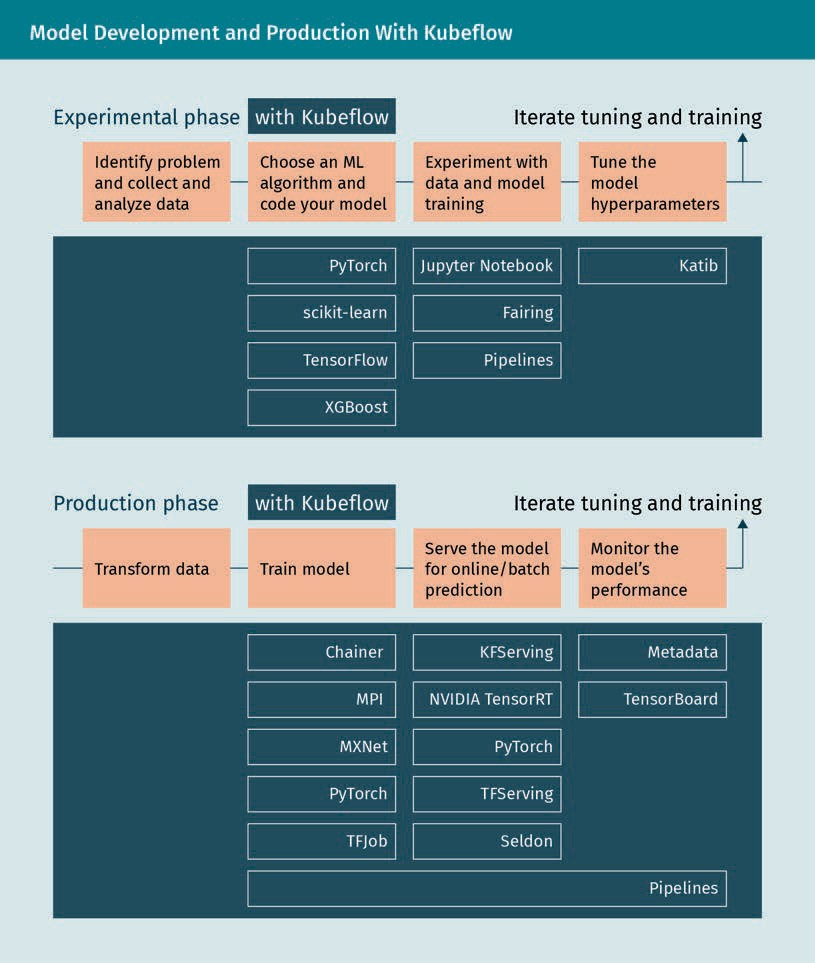 Model Development and Production With Kubeflow
Experimental phase with Kubeflow
Iterate tuning and training
Identify problem
and collect and
analyze data
Choose an ML
algorithm and
code your model
Experiment with
data and model
training
Tune the
model
hyperparameters
PyTorch
scikit-learn
TensorFlow
XGBoost
Jupyter Notebook
Fairing
Pipelines
Katib
Production phase with Kubeflow
Iterate tuning and training
Transform data
Train model
Serve the model
for online/batch
prediction
Monitor the
model’s
performance
Chainer
MPI
MXNet
PyTorch
TFJob
KFServing
NVIDIA TensorRT
PyTorch
TFServing
Seldon
Metadata
TensorBoard
Pipelines